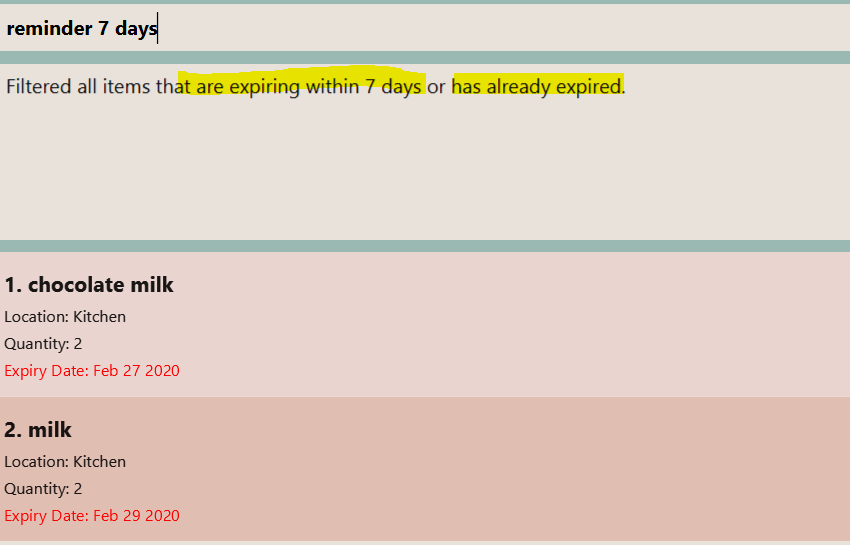 reminder 7 days
Filtered all items that are expiring within 7 days or has already expired.
1. chocolate milk
Location: Kitchen
Quantity: 2
Expiry Date: Feb 27 2020
2. milk
Location: Kitchen
Quantity: 2
Expiry Date: Feb 29 2020